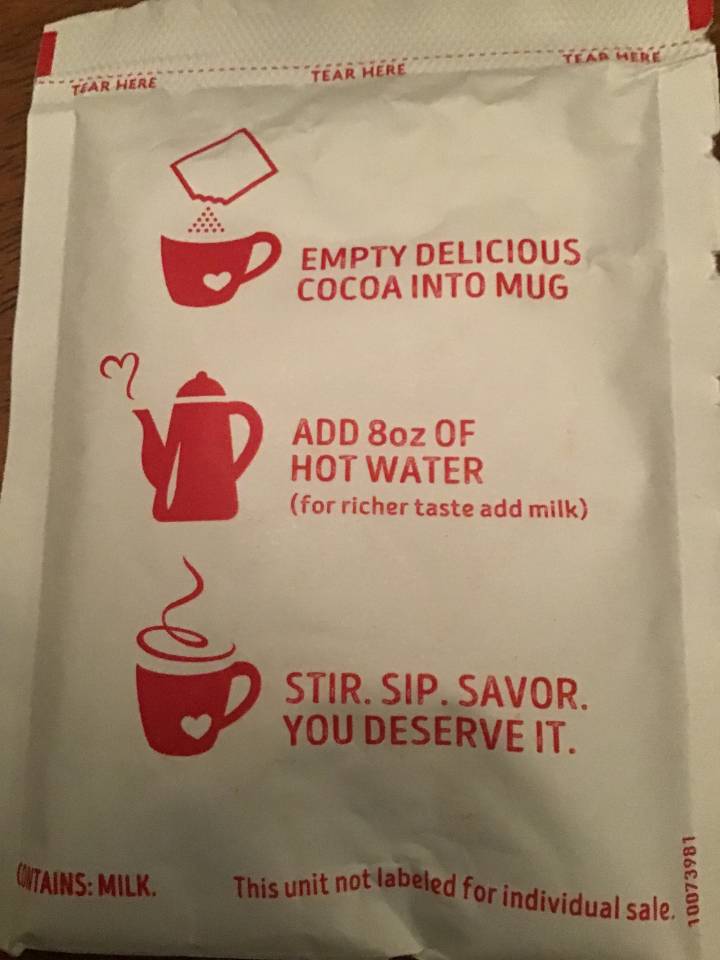 TEAR HERE TEAR HERE TEAR HERE
EMPTY DELICIOUS
COCOA INTO MUG
ADD 8oz OF
HOT WATER
(for richer taste add milk)
STIR. SIP. SAVOR.
YOU DESERVE IT.
CONTAINS: MILK. This unit not labeled for individual sale.
10073981